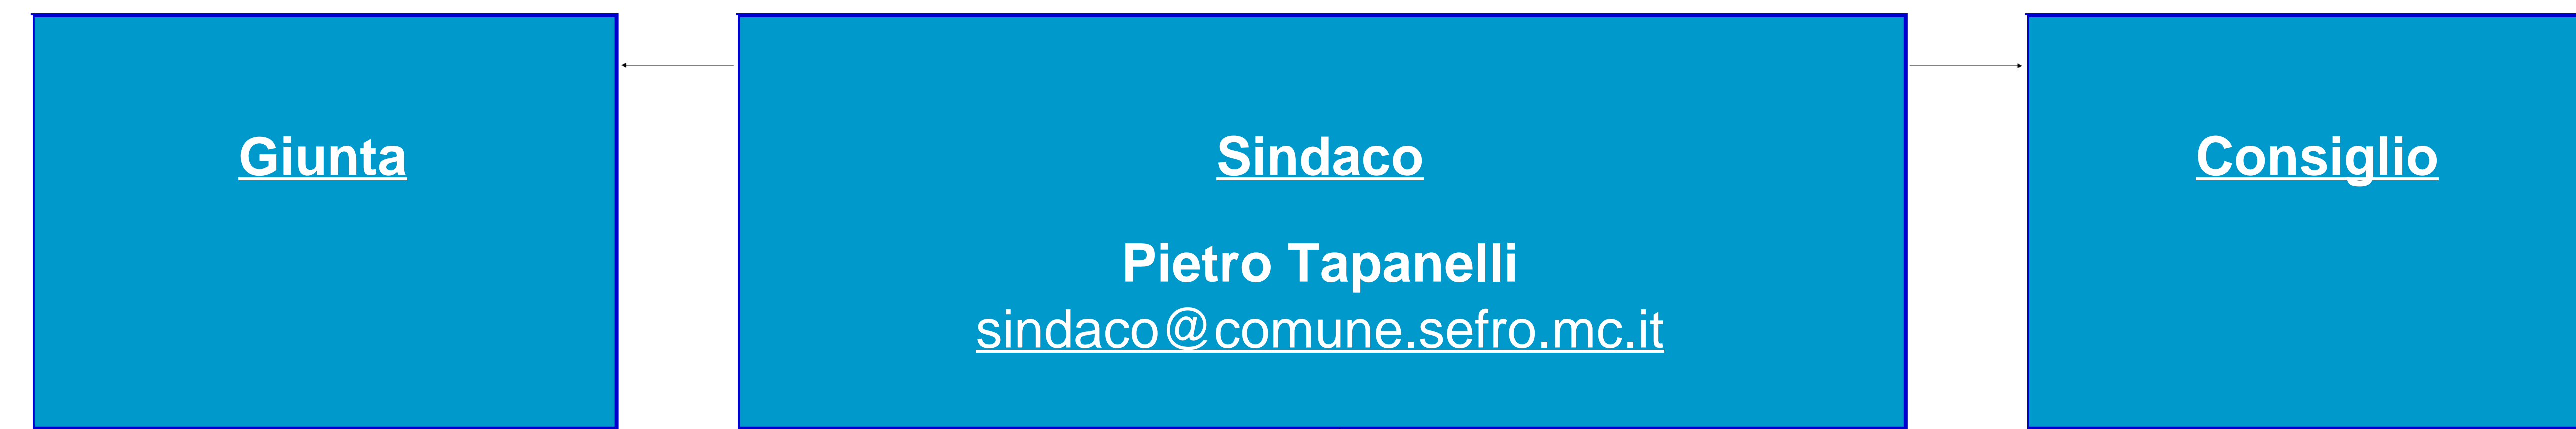 Giunta
Sindaco
Pietro Tapanelli
sindaco@comune.sefro.mc.it
Consiglio